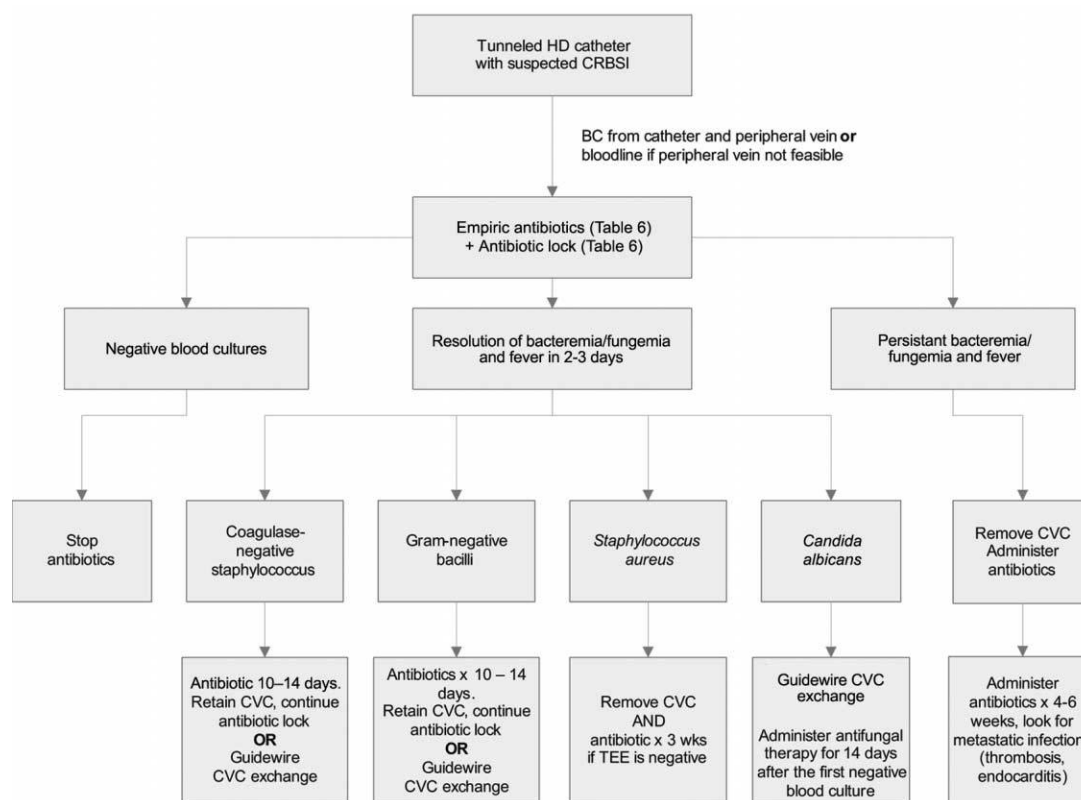 Tunneled HD catheter
with suspected CRBSI
BC from catheter and peripheral vein or
bloodline if peripheral vein not feasible
Empiric antibiotics (Table 6)
+ Antibiotic lock (Table 6)
Negative blood cultures
Resolution of bacteremia/fungemia
and fever in 2-3 days
Persistant bacteremia/
fungemia and fever
Stop
antibiotics
Coagulase-
negative
staphylococcus
Gram-negative
bacilli
Staphylococcus
aureus
Candida
albicans
Remove CVC
Administer
antibiotics
Antibiotic 10–14 days.
Retain CVC, continue
antibiotic lock
OR
Guidewire
CVC exchange
Antibiotics x 10 – 14
days.
Retain CVC, continue
antibiotic lock
OR
Guidewire
CVC exchange
Remove CVC
AND
antibiotic x 3 wks
if TEE is negative
Guidewire CVC
exchange
Administer antifungal
therapy for 14 days
after the first negative
blood culture
Administer
antibiotics x 4-6
weeks, look for
metastatic infection
(thrombosis,
endocarditis)